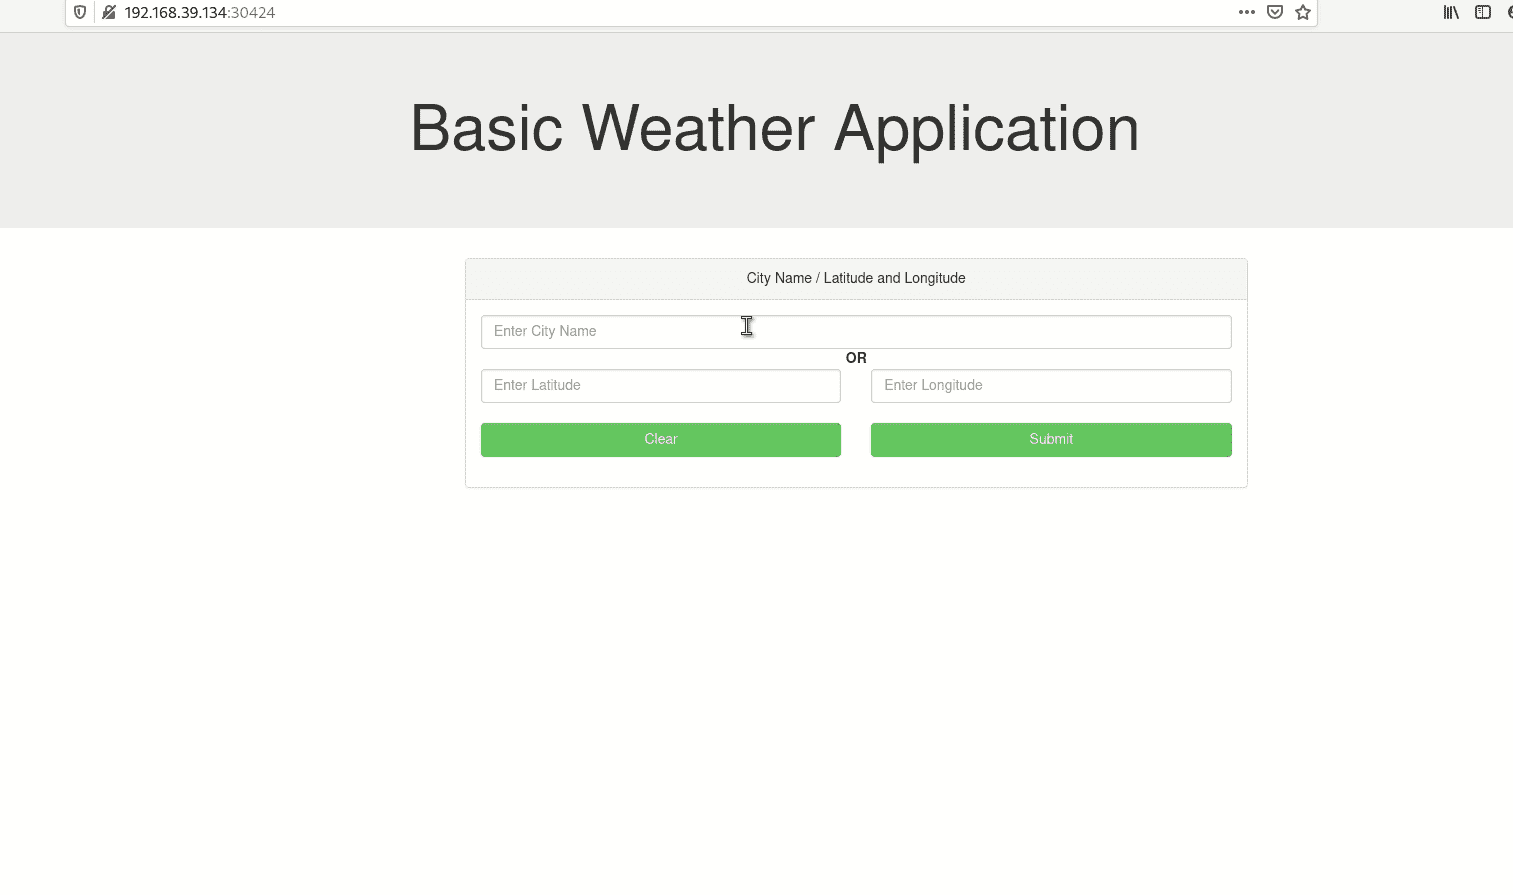 192.168.39.134:30424
Basic Weather Application
City Name / Latitude and Longitude
Enter City Name
OR
Enter Latitude Enter Longitude
Clear Submit